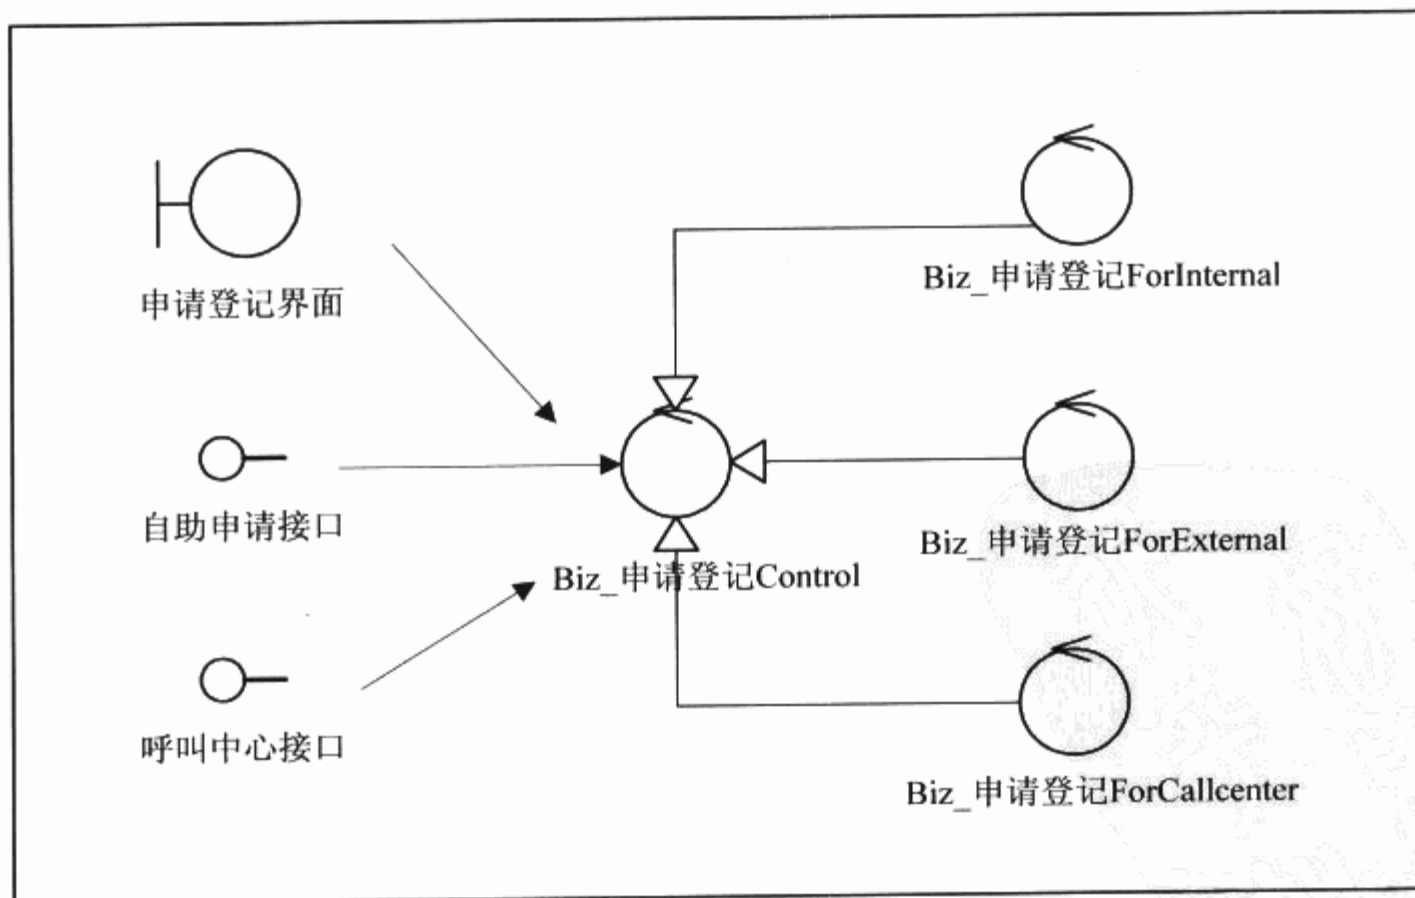 申请登记界面
Biz_申请登记ForInternal
自助申请接口
Biz_申请登记ForExternal
Biz_申请登记Control
呼叫中心接口
Biz_申请登记ForCallcenter